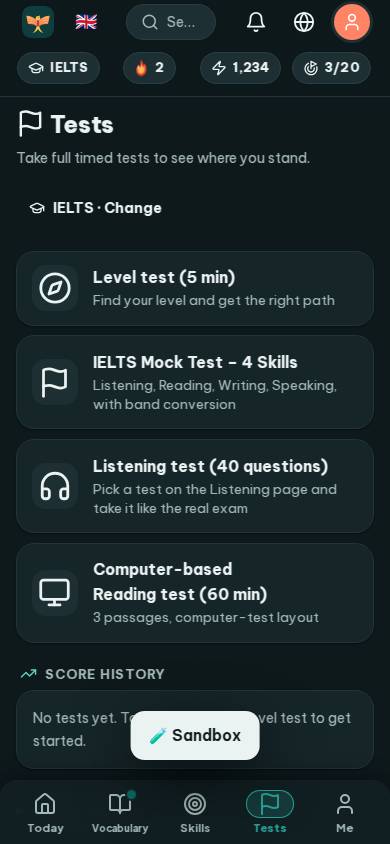 Se...
IELTS
2
1,234
3/20
Tests
Take full timed tests to see where you stand.
IELTS · Change
Level test (5 min)
Find your level and get the right path
IELTS Mock Test – 4 Skills
Listening, Reading, Writing, Speaking,
with band conversion
Listening test (40 questions)
Pick a test on the Listening page and
take it like the real exam
Computer-based
Reading test (60 min)
3 passages, computer-test layout
SCORE HISTORY
No tests yet. vel test to get
started.
Sandbox
Today
Vocabulary
Skills
Tests
Me